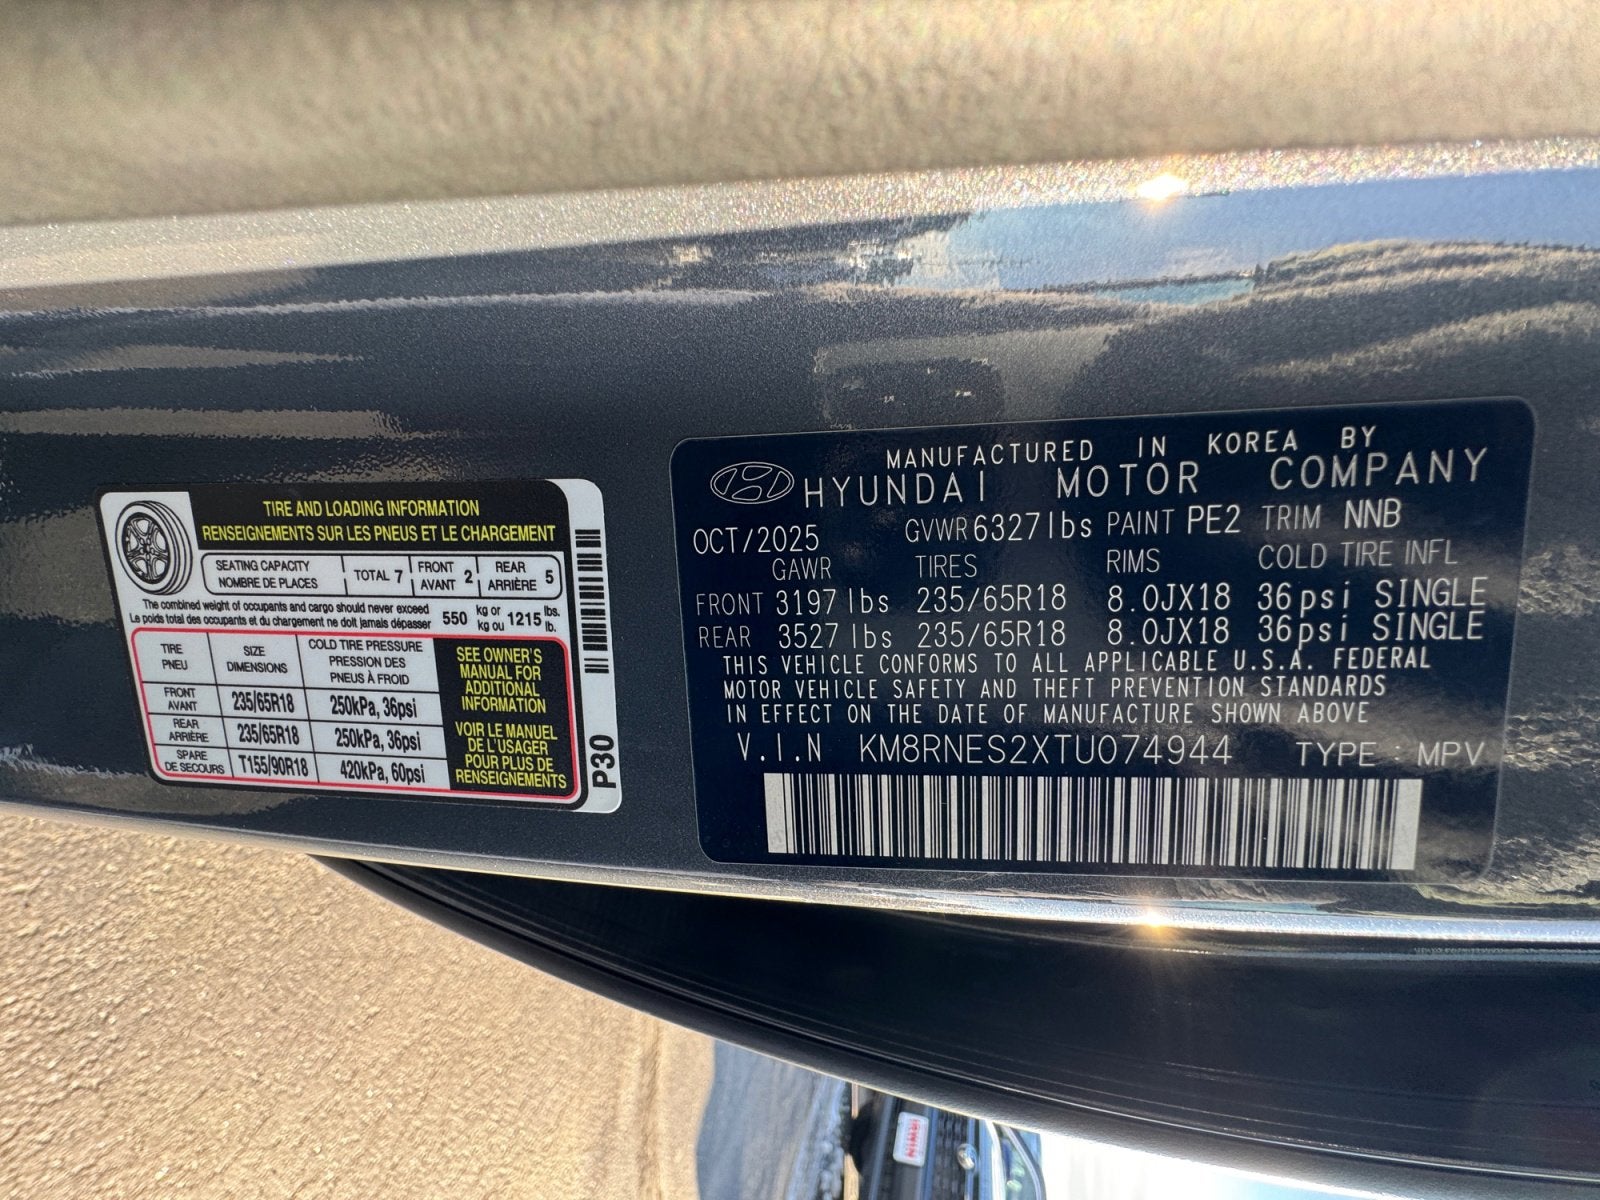 TIRE AND LOADING INFORMATION
RENSEIGNEMENTS SUR LES PNEUS ET LE CHARGEMENT
SEATING CAPACITY
NOMBRE DE PLACES
TOTAL 7
FRONT
AVANT 2
REAR
ARRIÈRE 5
The combined weight of occupants and cargo should never exceed
Le poids total des occupants et du chargement ne doit jamais dépasser
550 kg or
kg ou 1215 lbs.
lb.
TIRE
PNEU
SIZE
DIMENSIONS
COLD TIRE PRESSURE
PRESSION DES
PNEUS À FROID
FRONT
AVANT
235/65R18
250kPa, 36psi
REAR
ARRIÈRE
235/65R18
250kPa, 36psi
SPARE
DE SECOURS
T155/90R18
420kPa, 60psi
SEE OWNER'S
MANUAL FOR
ADDITIONAL
INFORMATION
VOIR LE MANUEL
DE L'USAGER
POUR PLUS DE
RENSEIGNEMENTS
P30
MANUFACTURED IN KOREA BY
HYUNDAI MOTOR COMPANY
OCT/2025 GVWR 6327lbs PAINT PE2 TRIM NNB
GAWR TIRES RIMS COLD TIRE INFL
FRONT 3197lbs 235/65R18 8.0JX18 36psi SINGLE
REAR 3527lbs 235/65R18 8.0JX18 36psi SINGLE
THIS VEHICLE CONFORMS TO ALL APPLICABLE U.S.A. FEDERAL
MOTOR VEHICLE SAFETY AND THEFT PREVENTION STANDARDS
IN EFFECT ON THE DATE OF MANUFACTURE SHOWN ABOVE
V.I.N KM8RNES2XTU074944 TYPE : MPV
IRWIN